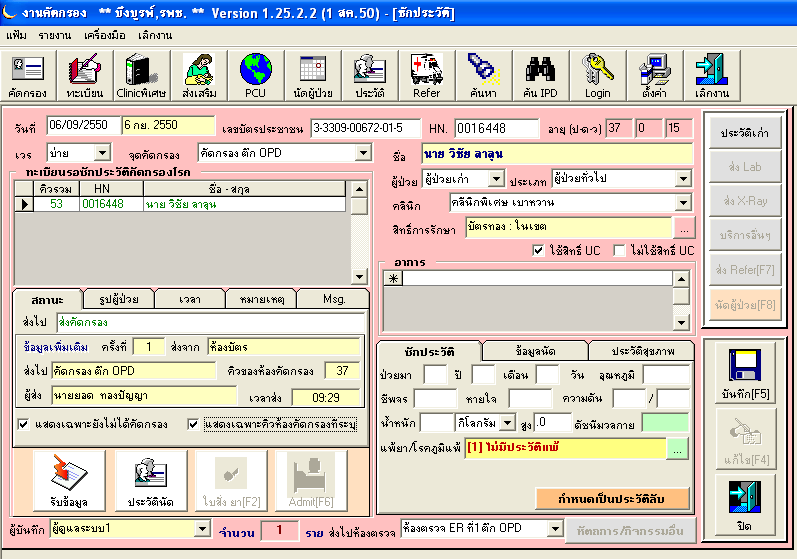 งานคัดกรอง ** บึงบูรพ์,รพช. ** Version 1.25.2.2 (1 สค.50) - [ซักประวัติ]
แฟ้ม รายงาน เครื่องมือ เลิกงาน
คัดกรอง ทะเบียน Clinicพิเศษ ส่งเสริม PCU นัดผู้ป่วย ประวัติ Refer ค้นหา ค้น IPD Login ตั้งค่า เลิกงาน
วันที่ 06/09/2550 6 กย. 2550 เลขบัตรประชาชน 3-3309-00672-01-5 HN. 0016448 อายุ (ป-ด-ว) 37 0 15
เวร บ่าย จุดคัดกรอง คัดกรอง ตึก OPD
ชื่อ นาย วิชัย ลาลุน
ทะเบียนรอซักประวัติคัดกรองโรค
คิวรวม HN ชื่อ - สกุล
53 0016448 นาย วิชัย ลาลุน
ผู้ป่วย ผู้ป่วยเก่า ประเภท ผู้ป่วยทั่วไป
คลินิก คลินิกพิเศษ เบาหวาน
สิทธิ์การรักษา บัตรทอง : ในเขต ...
ใช้สิทธิ์ UC ไม่ใช้สิทธิ์ UC
อาการ
สถานะ รูปผู้ป่วย เวลา หมายเหตุ Msg.
ส่งไป ส่งคัดกรอง
ข้อมูลเพิ่มเติม ครั้งที่ 1 ส่งจาก ห้องบัตร
ส่งไป คัดกรอง ตึก OPD คิวของห้องคัดกรอง 37
ผู้ส่ง นายยอด ทองปัญญา เวลาส่ง 09:29
แสดงเฉพาะยังไม่ได้คัดกรอง แสดงเฉพาะคิวห้องคัดกรองที่ระบุ
ซักประวัติ ข้อมูลนัด ประวัติสุขภาพ
ป่วยมา ปี เดือน วัน อุณหภูมิ
ชีพจร หายใจ ความดัน /
น้ำหนัก กิโลกรัม สูง .0 ดัชนีมวลกาย
แพ้ยา/โรคภูมิแพ้ [1] ไม่มีประวัติแพ้ ...
กำหนดเป็นประวัติลับ
รับข้อมูล ประวัตินัด ใบสั่ง ยา[F2] Admit[F6]
ผู้บันทึก ผู้ดูแลระบบ1 จำนวน 1 ราย ส่งไปห้องตรวจ ห้องตรวจ ER ที่1 ตึก OPD หัตถการ/กิจกรรมอื่น
ประวัติเก่า
ส่ง Lab
ส่ง X-Ray
บริการอื่นๆ
ส่ง Refer[F7]
นัดผู้ป่วย[F8]
บันทึก[F5]
แก้ไข[F4]
ปิด